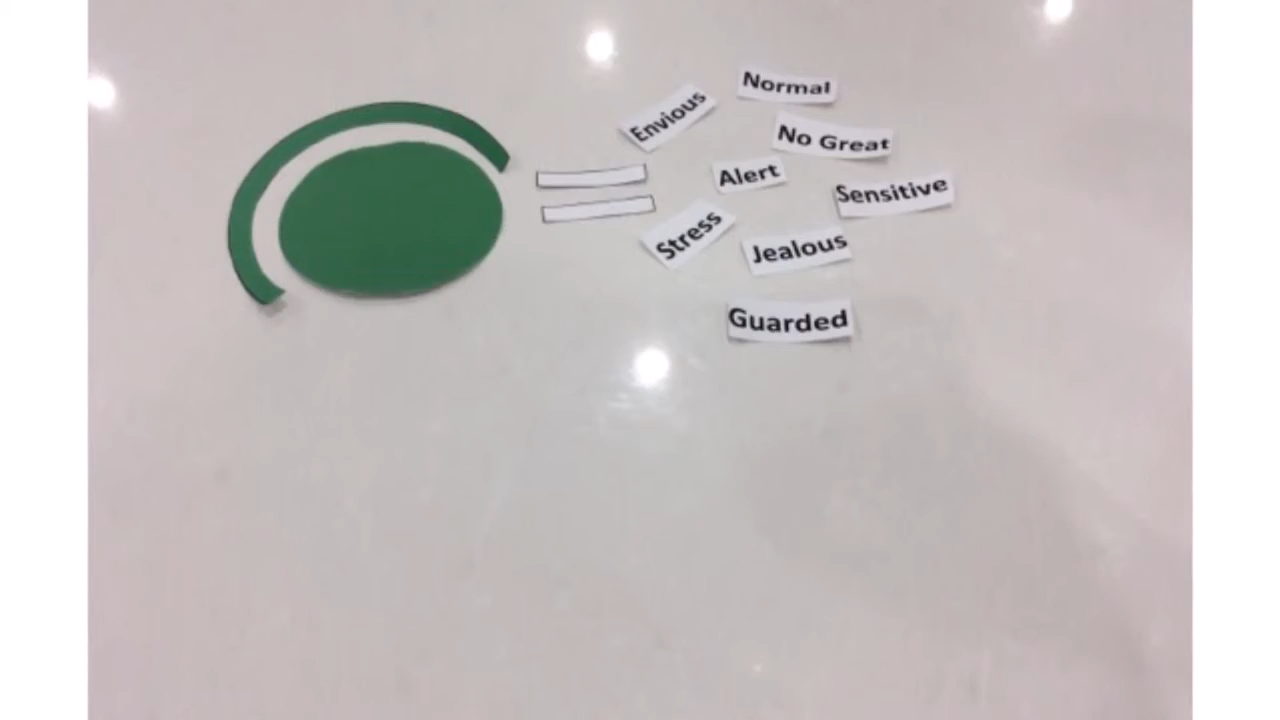 Normal
Envious
No Great
Alert
Sensitive
Stress
Jealous
Guarded